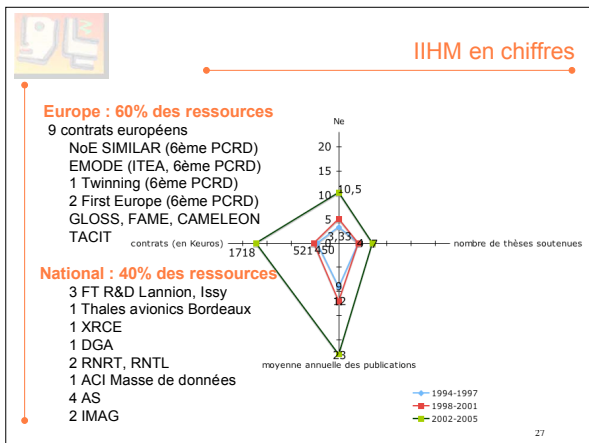 IIHM en chiffres
Europe : 60% des ressources
9 contrats européens
NoE SIMILAR (6ème PCRD)
EMODE (ITEA, 6ème PCRD)
1 Twinning (6ème PCRD)
2 First Europe (6ème PCRD)
GLOSS, FAME, CAMELEON
TACIT
National : 40% des ressources
3 FT R&D Lannion, Issy
1 Thales avionics Bordeaux
1 XRCE
1 DGA
2 RNRT, RNTL
1 ACI Masse de données
4 AS
2 IMAG
Ne
20
15
10
10,5
5
3,33
0
contrats (en Keuros)
1718
521
450
4
7
nombre de thèses soutenues
9
12
23
moyenne annuelle des publications
1994-1997
1998-2001
2002-2005
27